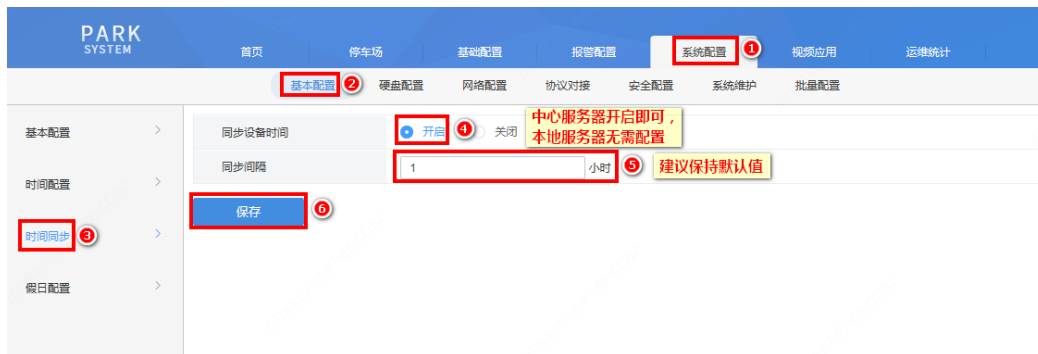 PARK
SYSTEM
首页 停车场 基础配置 报警配置 系统配置 1 视频应用 运维统计
基本配置 2 硬盘配置 网络配置 协议对接 安全配置 系统维护 批量配置
基本配置
时间配置
时间同步 3
假日配置
同步设备时间 开启 4 关闭
中心服务器开启即可，
本地服务器无需配置
同步间隔 1 小时 5 建议保持默认值
保存 6